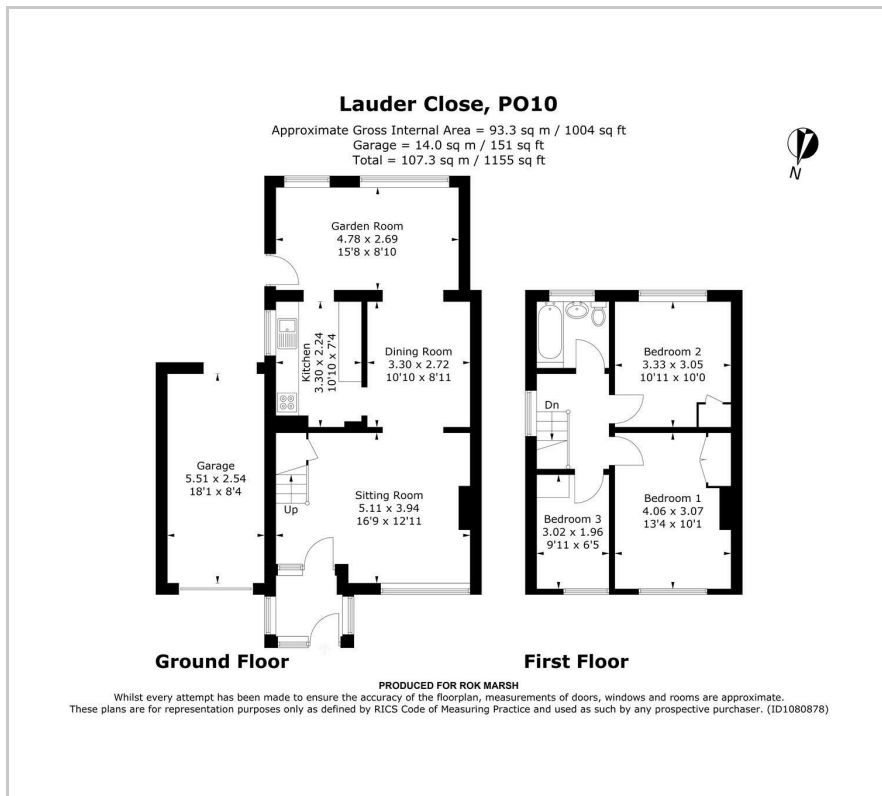 Lauder Close, PO10
Approximate Gross Internal Area = 93.3 sq m / 1004 sq ft
Garage = 14.0 sq m / 151 sq ft
Total = 107.3 sq m / 1155 sq ft
N
Garden Room
4.78 x 2.69
15'8 x 8'10
Kitchen
3.30 x 2.24
10'10 x 7'4
Dining Room
3.30 x 2.72
10'10 x 8'11
Garage
5.51 x 2.54
18'1 x 8'4
Up
Sitting Room
5.11 x 3.94
16'9 x 12'11
Bedroom 2
3.33 x 3.05
10'11 x 10'0
Dn
Bedroom 1
4.06 x 3.07
13'4 x 10'1
Bedroom 3
3.02 x 1.96
9'11 x 6'5
Ground Floor
First Floor
PRODUCED FOR ROK MARSH
Whilst every attempt has been made to ensure the accuracy of the floorplan, measurements of doors, windows and rooms are approximate.
These plans are for representation purposes only as defined by RICS Code of Measuring Practice and used as such by any prospective purchaser. (ID1080878)